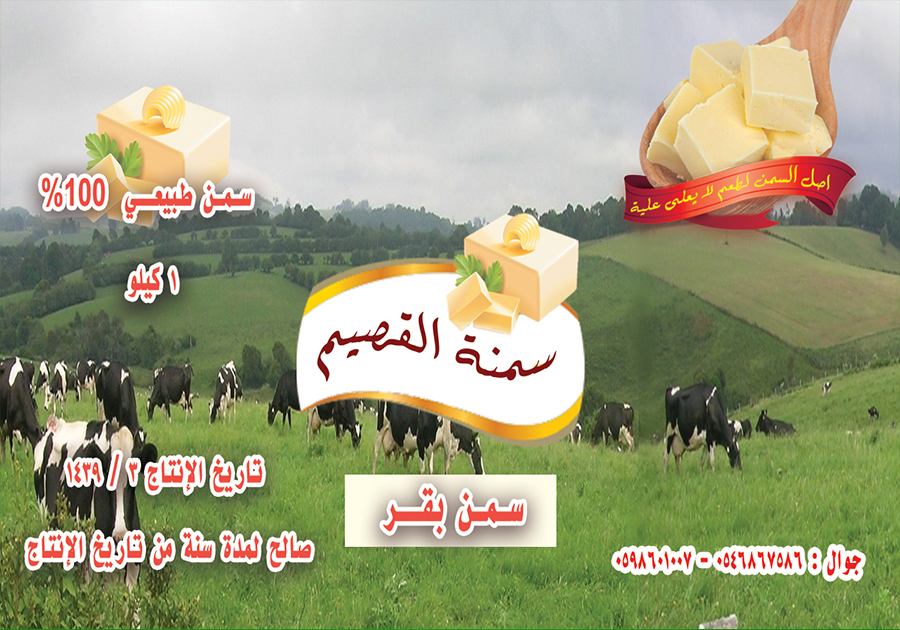 اصل السمن لطعم لا يعلى علية
سمن طبيعي 100%
١ كيلو
سمنة القصيم
سمن بقر
تاريخ الإنتاج ٣ / ١٤٣٩
صالح لمدة سنة من تاريخ الإنتاج
جوال : ٠٥٤٦٨٦٧٥٨٦ - ٠٥٩٨٦٠١٠٠٧